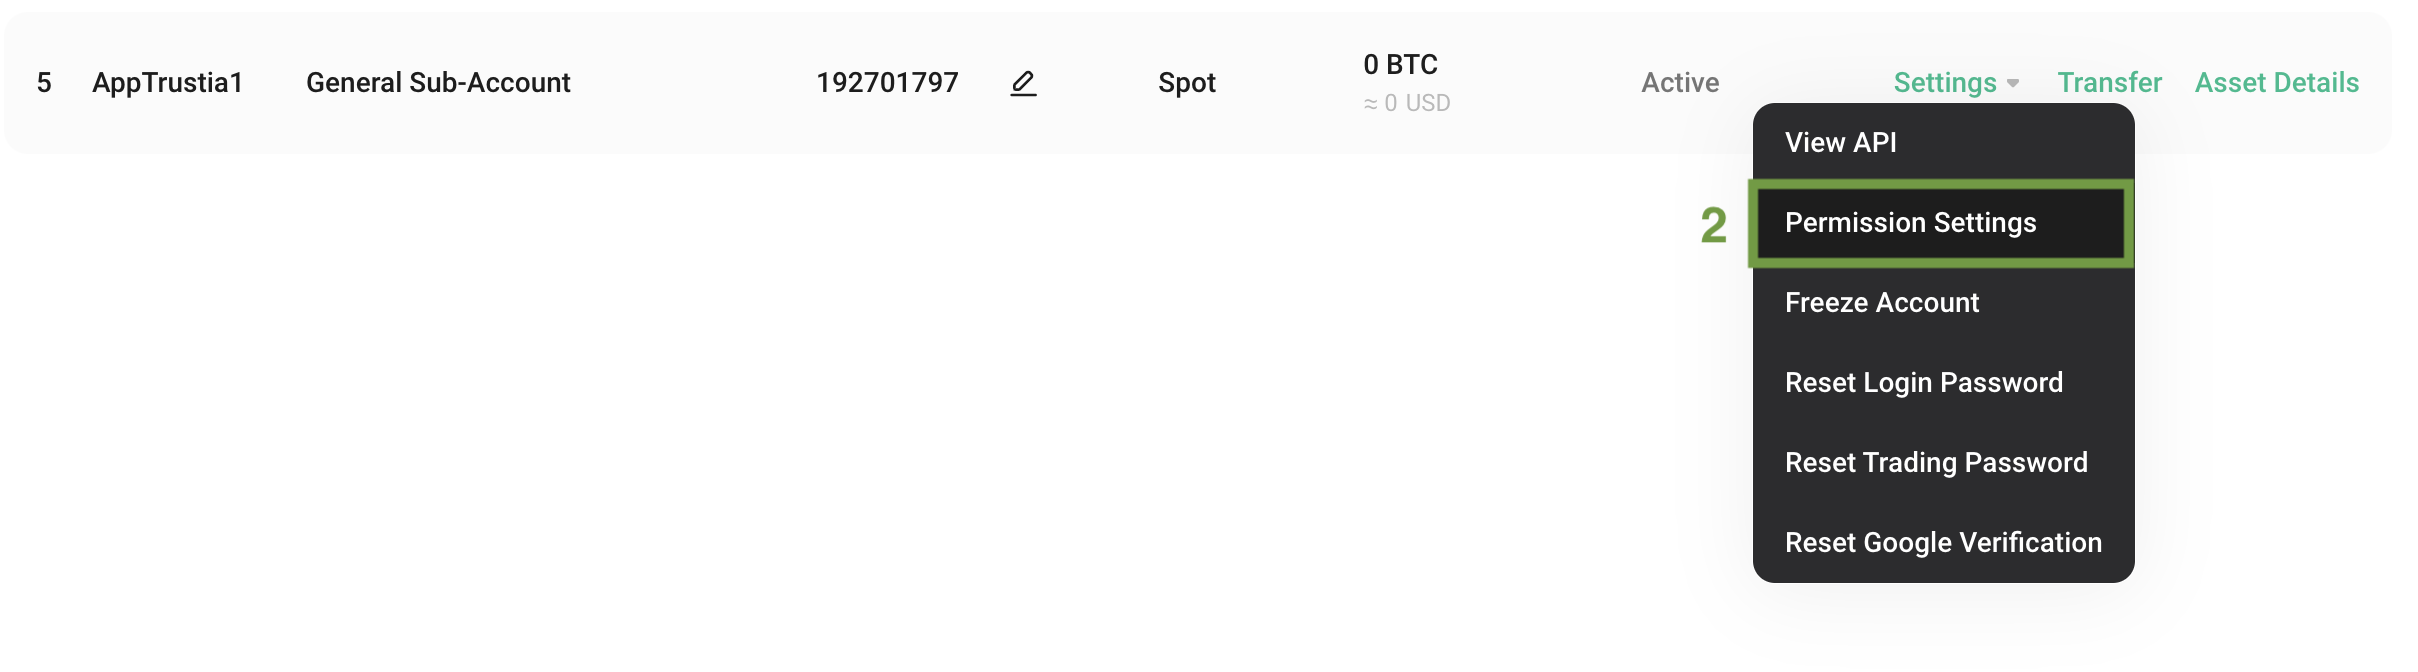 5 AppTrustia1 General Sub-Account 192701797 Spot 0 BTC Active Settings Transfer Asset Details
≈ 0 USD
View API
2 Permission Settings
Freeze Account
Reset Login Password
Reset Trading Password
Reset Google Verification